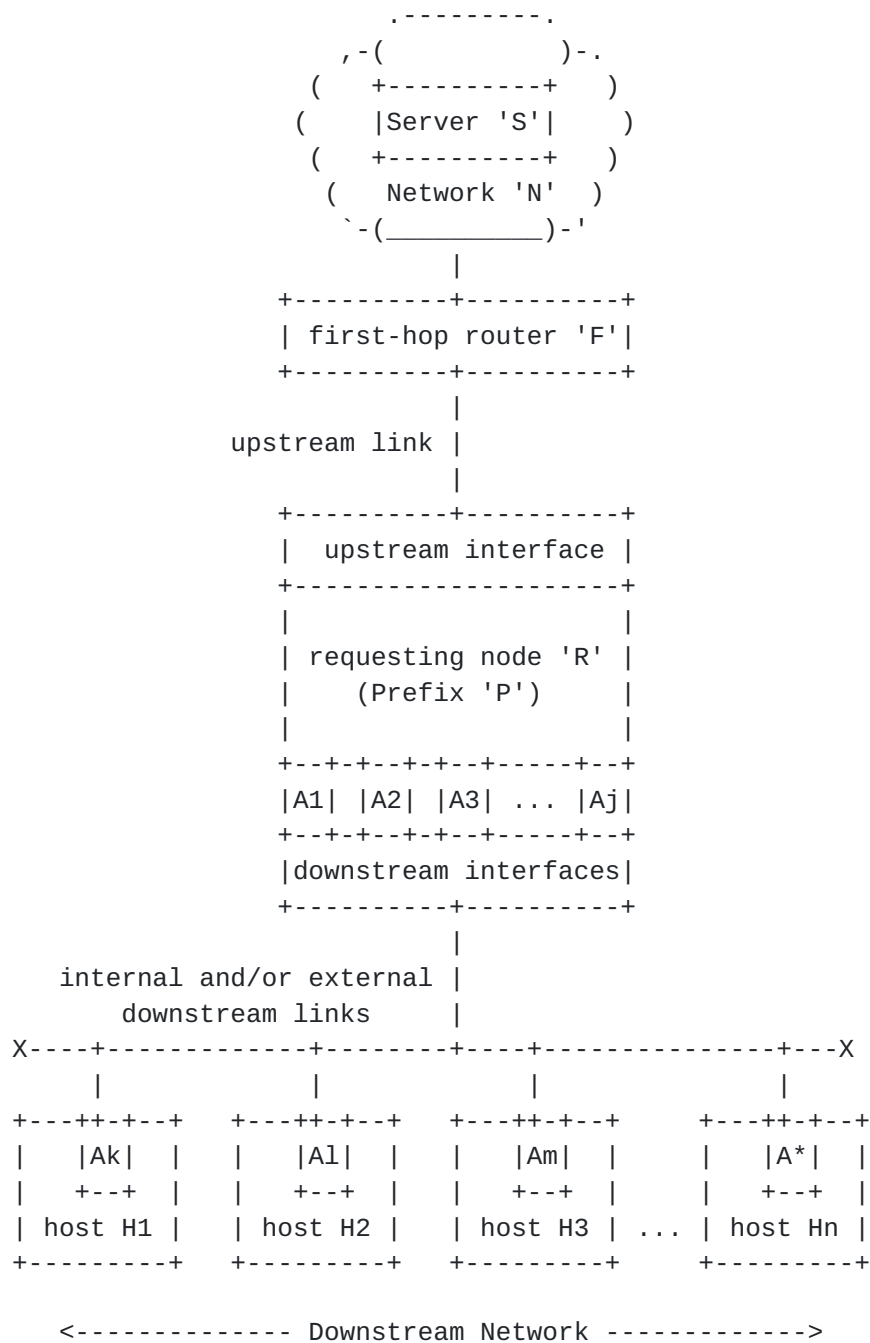 Server 'S'
Network 'N'
first-hop router 'F'
upstream link
upstream interface
requesting node 'R'
(Prefix 'P')
A1 A2 A3 ... Aj
downstream interfaces
internal and/or external
downstream links
X X
Ak Al Am A*
host H1 host H2 host H3 ... host Hn
Downstream Network